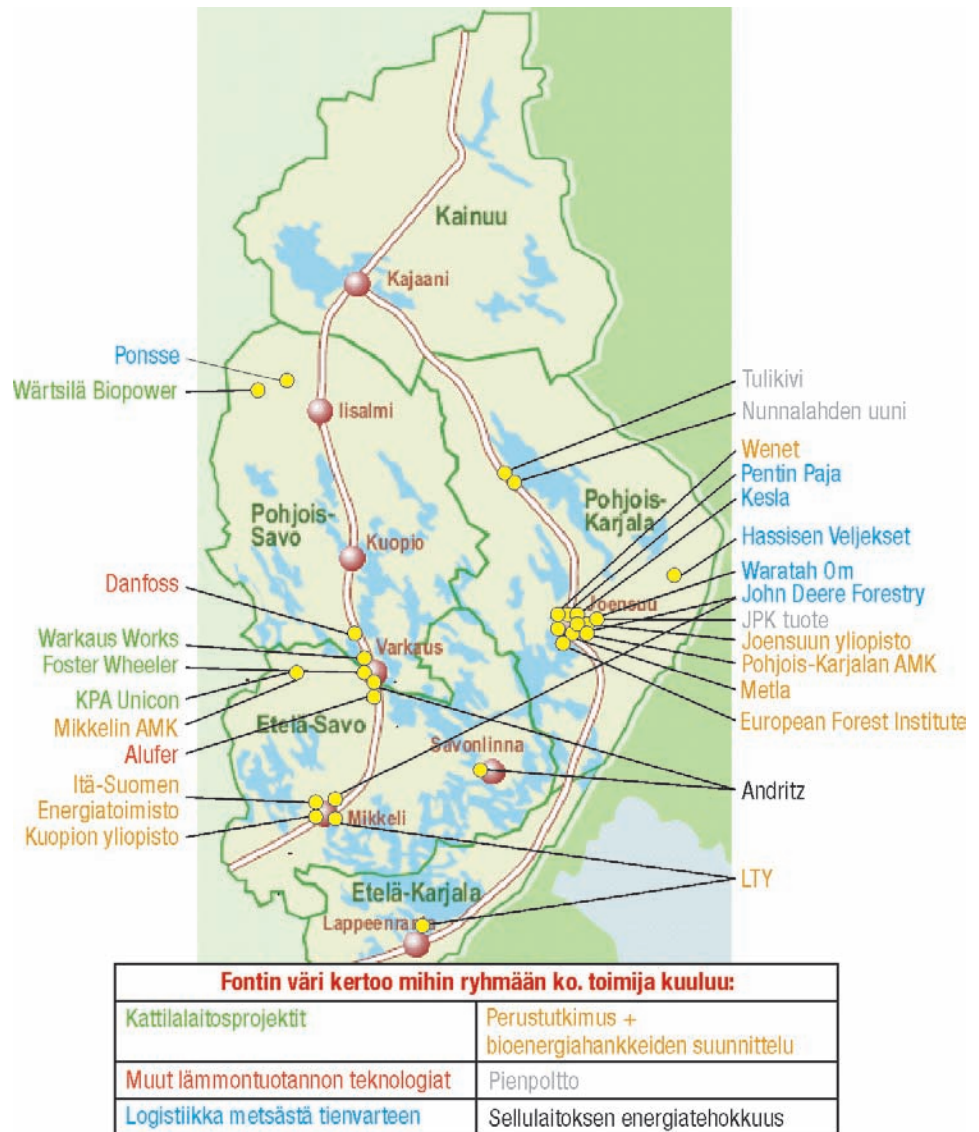 Kainuu
Kajaani
Ponsse
Wärtsilä Biopower
Iisalmi
Tulikivi
Nunnalahden uuni
Wenet
Pentin Paja
Kesla
Pohjois-
Karjala
Pohjois-
Savo
Kuopio
Hassisen Veljekset
Danfoss
Joensuu
Waratah Om
John Deere Forestry
JPK tuote
Joensuun yliopisto
Pohjois-Karjalan AMK
Metla
European Forest Institute
Warkaus Works
Foster Wheeler
Varkaus
KPA Unicon
Mikkelin AMK
Alufer
Etelä-Savo
Savonlinna
Andritz
Itä-Suomen
Energiatoimisto
Kuopion yliopisto
Mikkeli
LTY
Etelä-Karjala
Lappeenranta
Fontin väri kertoo mihin ryhmään ko. toimija kuuluu:
Kattilalaitosprojektit
Perustutkimus +
bioenergiahankkeiden suunnittelu
Muut lämmontuotannon teknologiat
Pienpoltto
Logistiikka metsästä tienvarteen
Sellulaitoksen energiatehokkuus